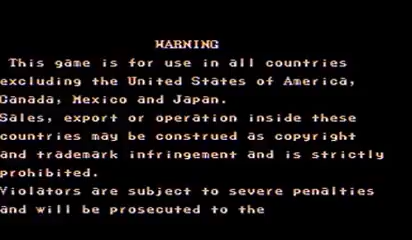 WARNING
This game is for use in all countries
excluding the United States of America,
Canada, Mexico and Japan.
Sales, export or operation inside these
countries may be construed as copyright
and trademark infringement and is strictly
prohibited.
Violators are subject to severe penalties
and will be prosecuted to the